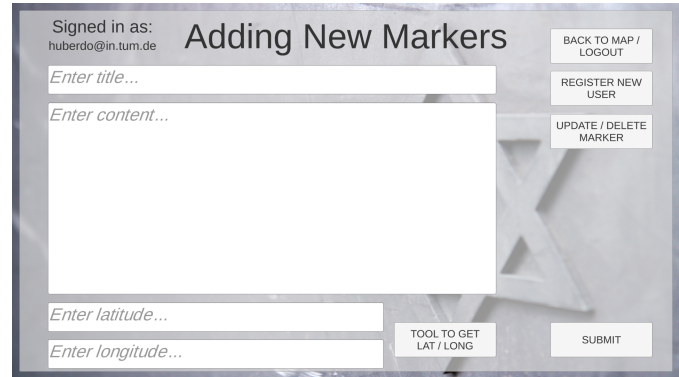 Signed in as:
huberdo@in.tum.de
Adding New Markers
BACK TO MAP /
LOGOUT
Enter title...
REGISTER NEW
USER
Enter content...
UPDATE / DELETE
MARKER
Enter latitude...
TOOL TO GET
LAT / LONG
SUBMIT
Enter longitude...